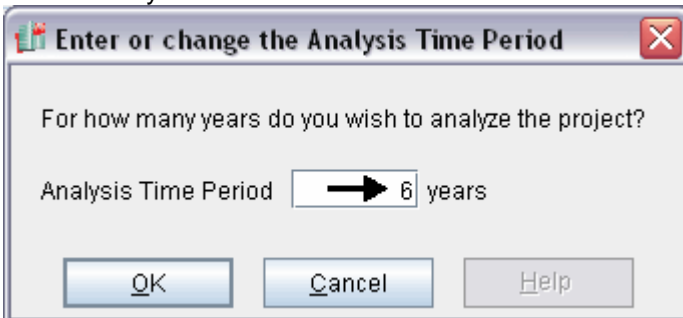 Enter or change the Analysis Time Period
For how many years do you wish to analyze the project?
Analysis Time Period 6 years
OK Cancel Help